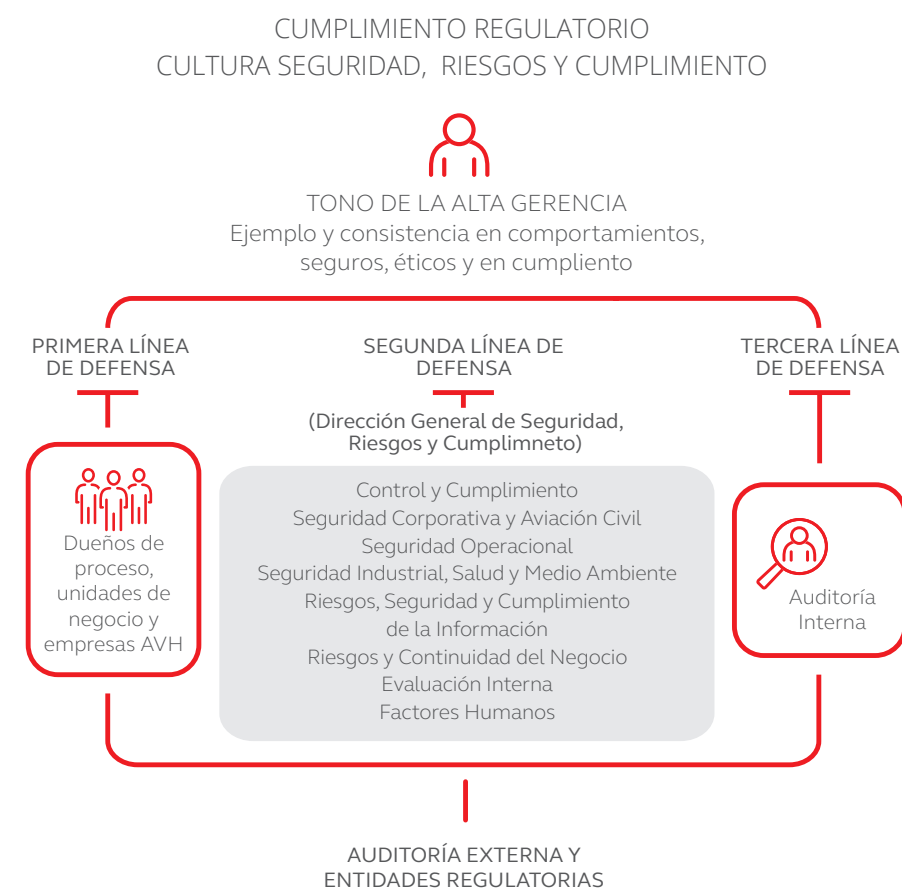 CUMPLIMIENTO REGULATORIO
CULTURA SEGURIDAD, RIESGOS Y CUMPLIMIENTO
TONO DE LA ALTA GERENCIA
Ejemplo y consistencia en comportamientos,
seguros, éticos y en cumpliento
PRIMERA LÍNEA
DE DEFENSA
Dueños de
proceso,
unidades de
negocio y
empresas AVH
SEGUNDA LÍNEA DE
DEFENSA
(Dirección General de Seguridad,
Riesgos y Cumplimneto)
Control y Cumplimiento
Seguridad Corporativa y Aviación Civil
Seguridad Operacional
Seguridad Industrial, Salud y Medio Ambiente
Riesgos, Seguridad y Cumplimiento
de la Información
Riesgos y Continuidad del Negocio
Evaluación Interna
Factores Humanos
TERCERA LÍNEA
DE DEFENSA
Auditoría
Interna
AUDITORÍA EXTERNA Y
ENTIDADES REGULATORIAS